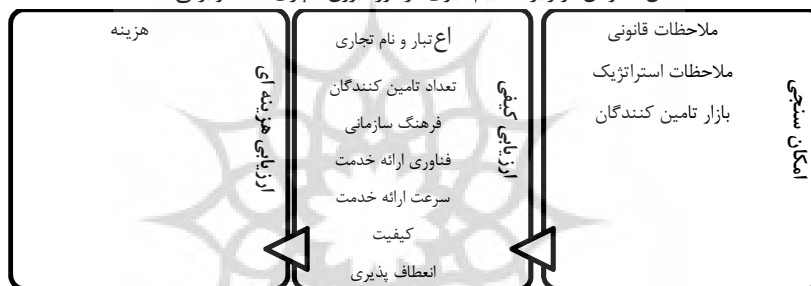 امکان سنجی
ملاحظات قانونی
ملاحظات استراتژیک
بازار تامین کنندگان
ارزیابی کیفی
اعتبار و نام تجاری
تعداد تامین کنندگان
فرهنگ سازمانی
فناوری ارائه خدمت
سرعت ارائه خدمت
کیفیت
انعطاف پذیری
ارزیابی هزینه ای
هزینه